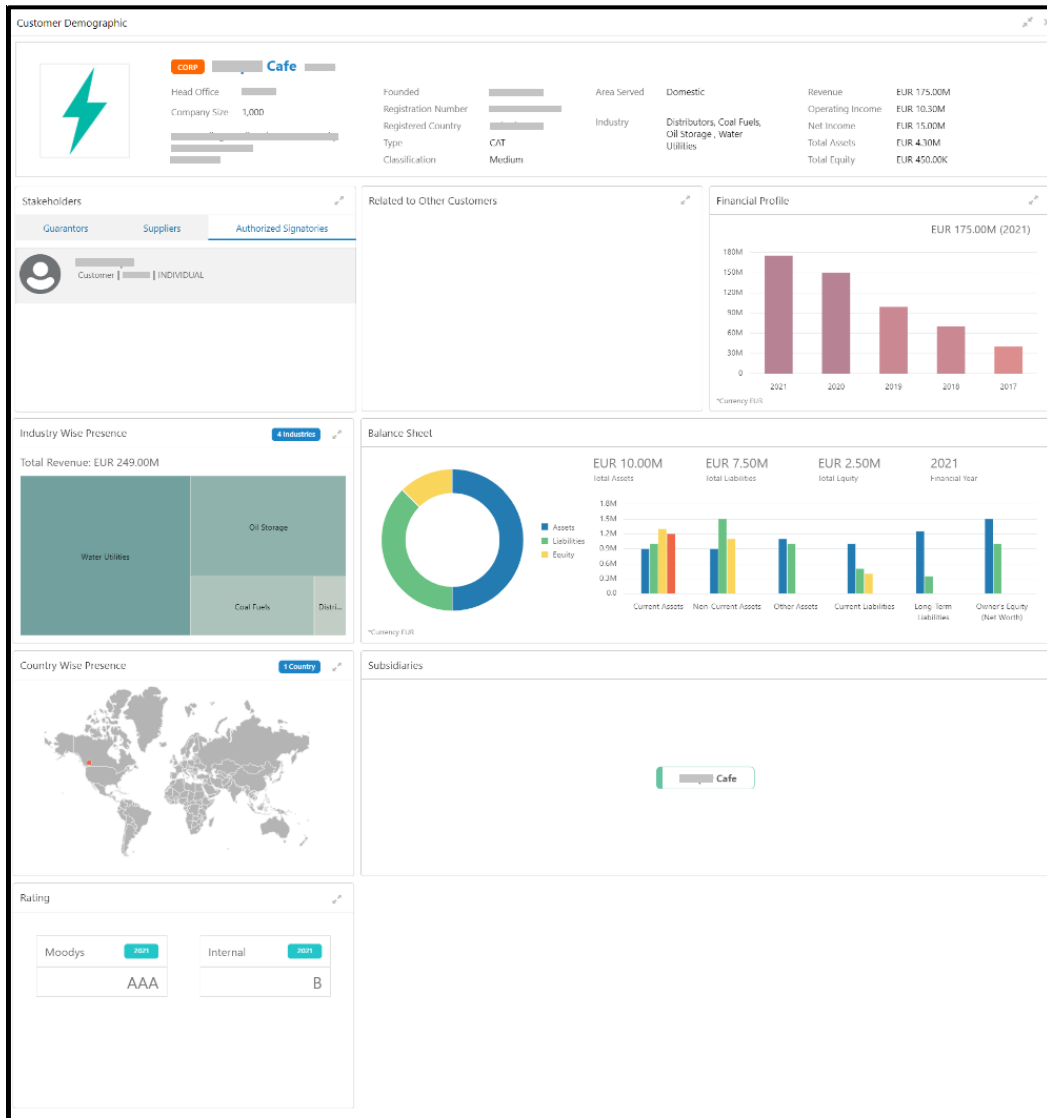 Customer Demographic
CORP Cafe
Head Office
Company Size 1,000
Founded
Registration Number
Registered Country
Type CAT
Classification Medium
Area Served Domestic
Industry Distributors, Coal Fuels,
Oil Storage , Water
Utilities
Revenue EUR 175.00M
Operating Income EUR 10.30M
Net Income EUR 15.00M
Total Assets EUR 4.30M
Total Equity EUR 450.00K
Stakeholders
Guarantors Suppliers Authorized Signatories
Customer | | INDIVIDUAL
Related to Other Customers
Financial Profile
EUR 175.00M (2021)
180M
150M
120M
90M
60M
30M
0
2021 2020 2019 2018 2017
*Currency EUR
Industry Wise Presence 4 Industries
Total Revenue: EUR 249.00M
Water Utilities
Oil Storage
Coal Fuels
Distri...
Balance Sheet
Assets
Liabilities
Equity
*Currency EUR
EUR 10.00M EUR 7.50M EUR 2.50M 2021
Total Assets Total Liabilities Total Equity Financial Year
1.8M
1.5M
1.2M
0.9M
0.6M
0.3M
0.0
Current Assets Non-Current Assets Other Assets Current Liabilities Long-Term Owner's Equity
Liabilities (Net Worth)
Country Wise Presence 1 Country
Subsidiaries
Cafe
Rating
Moodys 2021
AAA
Internal 2021
B